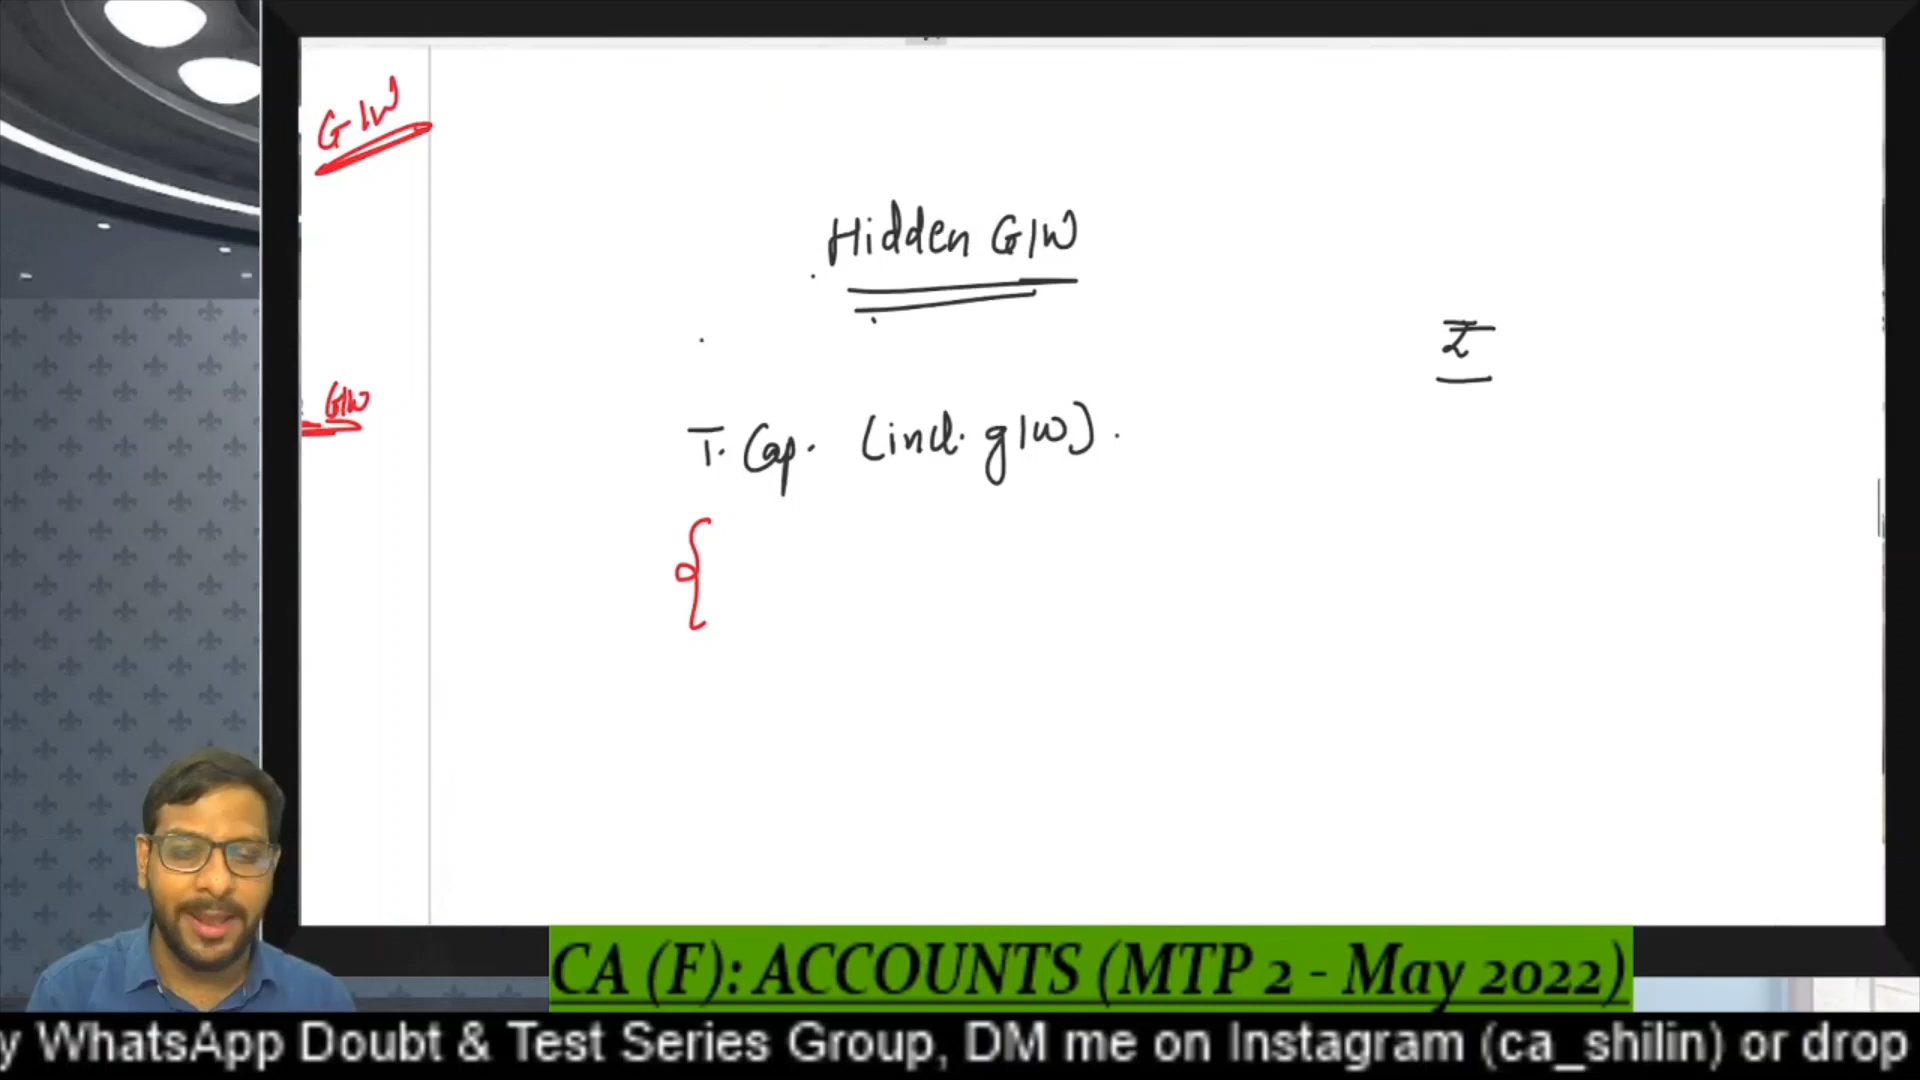 G/W
Hidden G/W
₹
G/W
T. Cap. (incl. g/w).
CA (F): ACCOUNTS (MTP 2 - May 2022)
y WhatsApp Doubt & Test Series Group, DM me on Instagram (ca_shilin) or drop